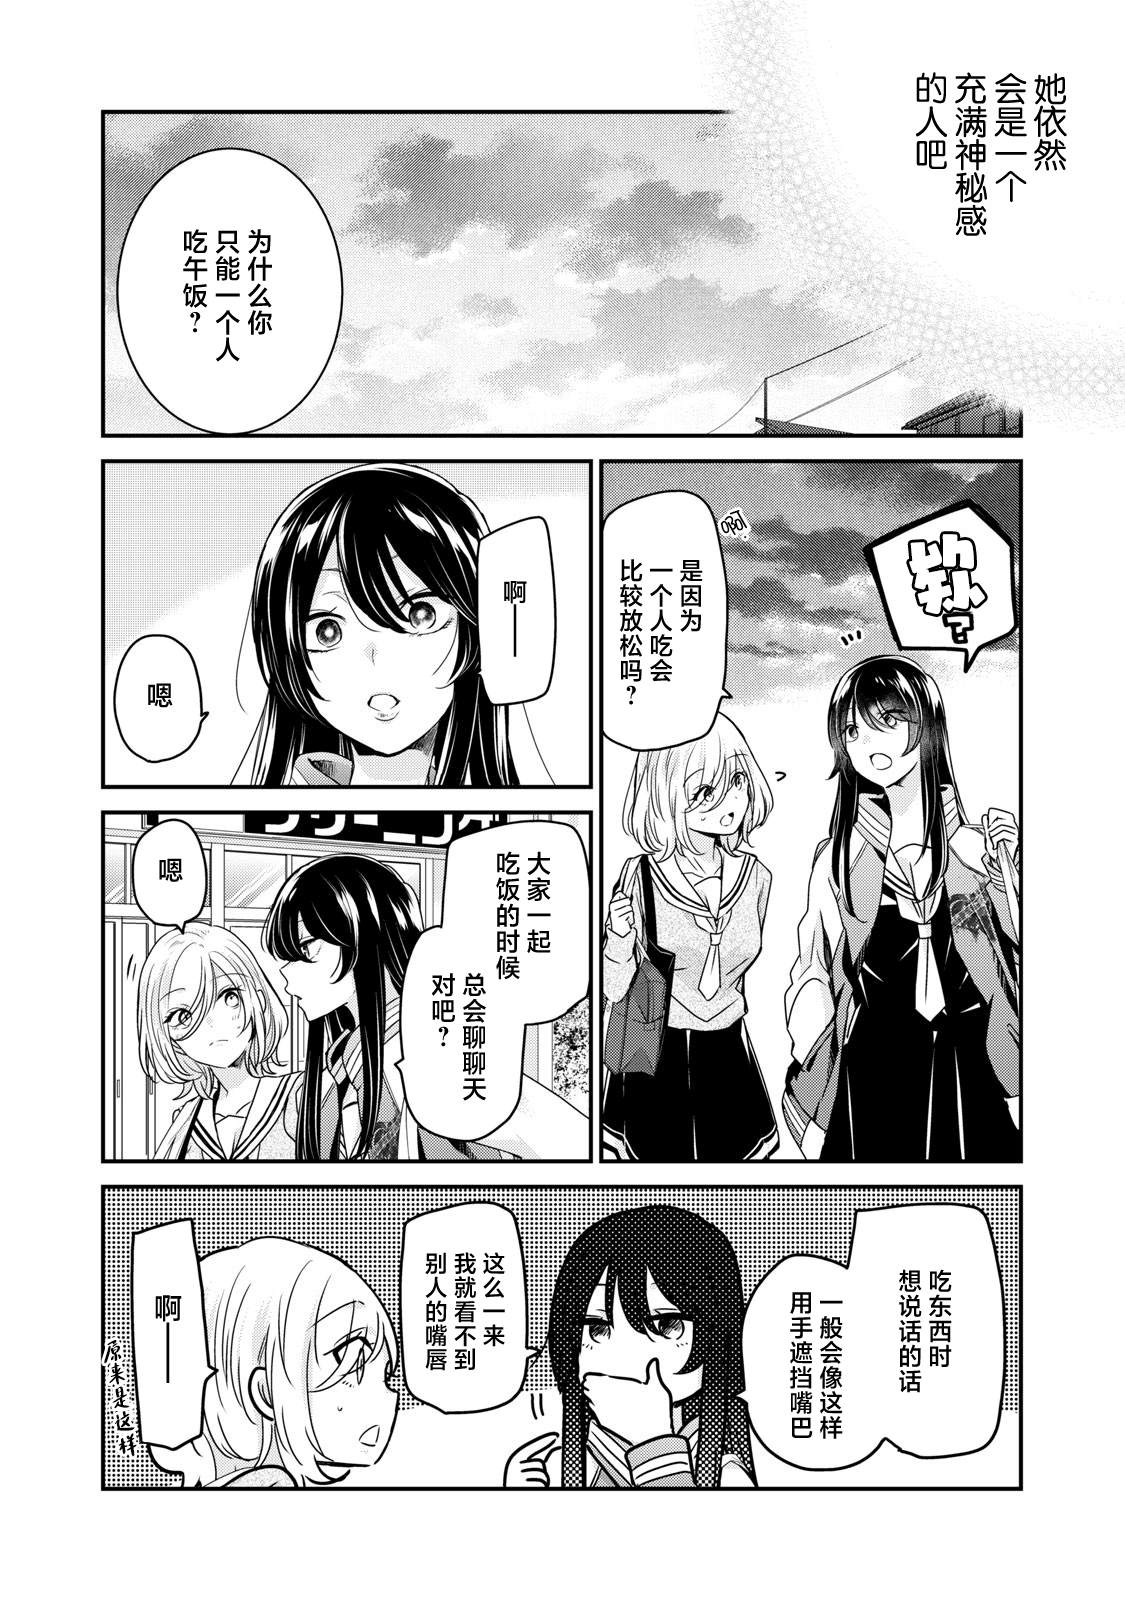 她依然
会是一个
充满神秘感
的人吧
为什么你
只能一个人
吃午饭？
是因为
一个人吃会
比较放松吗？
啊——
嗯
大家一起
吃饭的时候
总会聊聊天
对吧？
嗯
吃东西时
想说话的话
一般会像这样
用手遮挡嘴巴
这么一来
我就看不到
别人的嘴唇
啊——
原来是这样